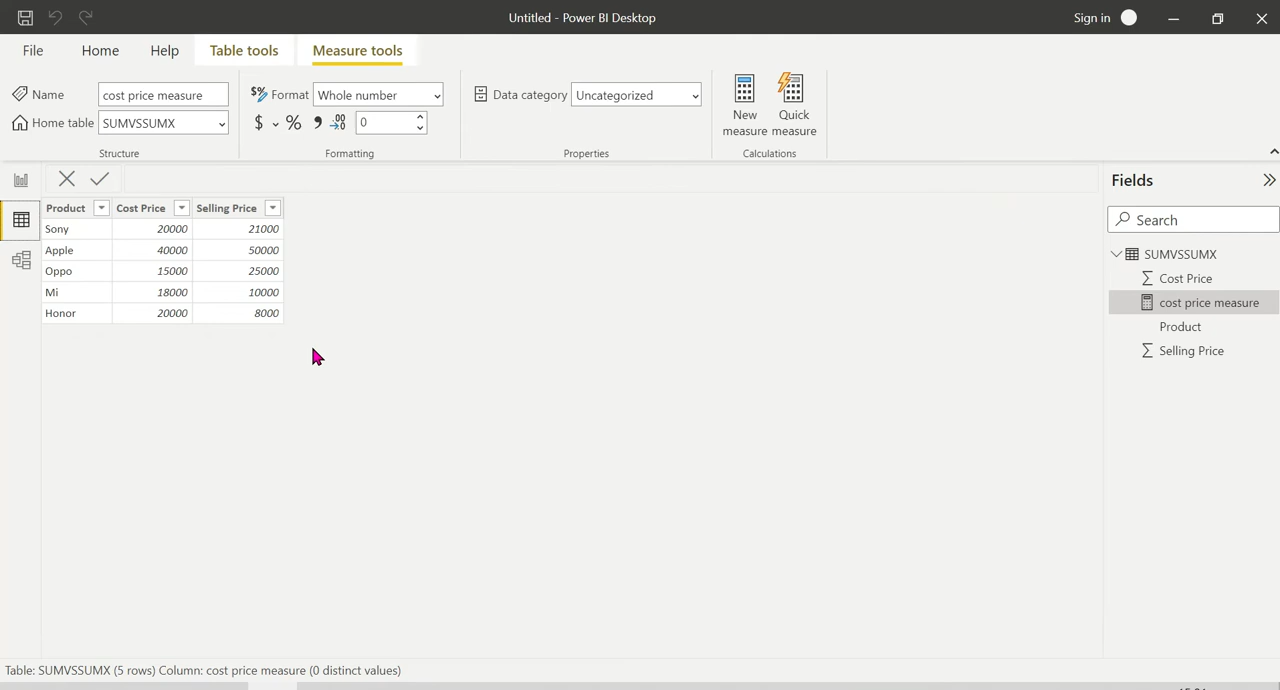 Untitled - Power BI Desktop
Sign in
File
Home
Help
Table tools
Measure tools
Name
cost price measure
Home table
SUMVSSUMX
Structure
$% Format
Whole number
$
%
,
.00
0
Formatting
Data category
Uncategorized
Properties
New
measure
Quick
measure
Calculations
Product
Cost Price
Selling Price
Sony 20000 21000
Apple 40000 50000
Oppo 15000 25000
Mi 18000 10000
Honor 20000 8000
Fields
Search
SUMVSSUMX
Cost Price
cost price measure
Product
Selling Price
Table: SUMVSSUMX (5 rows) Column: cost price measure (0 distinct values)